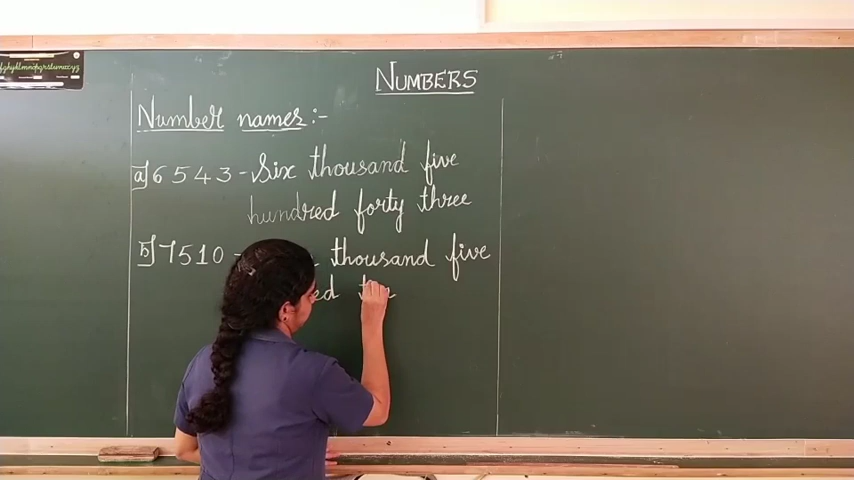 NUMBERS
Number names :-
a] 6543 - Six thousand five
hundred forty three
b] 7510 - thousand five